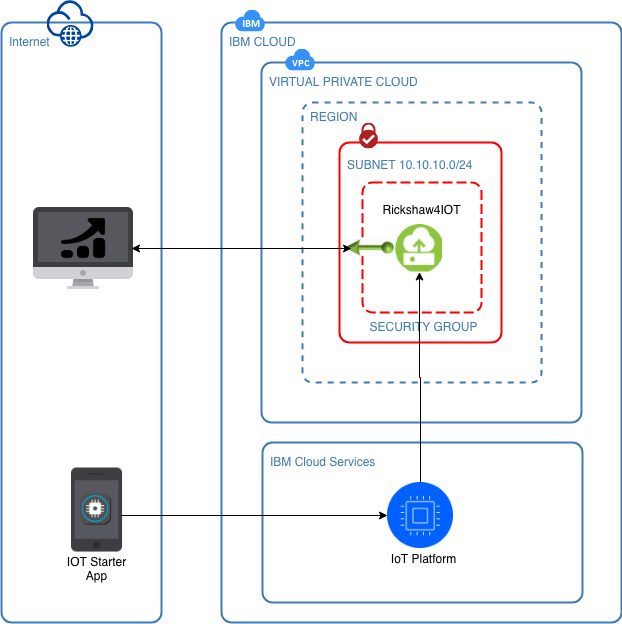 Internet
IBM
IBM CLOUD
VPC
VIRTUAL PRIVATE CLOUD
REGION
SUBNET 10.10.10.0/24
Rickshaw4IOT
SECURITY GROUP
IBM Cloud Services
IOT Starter
App
IoT Platform